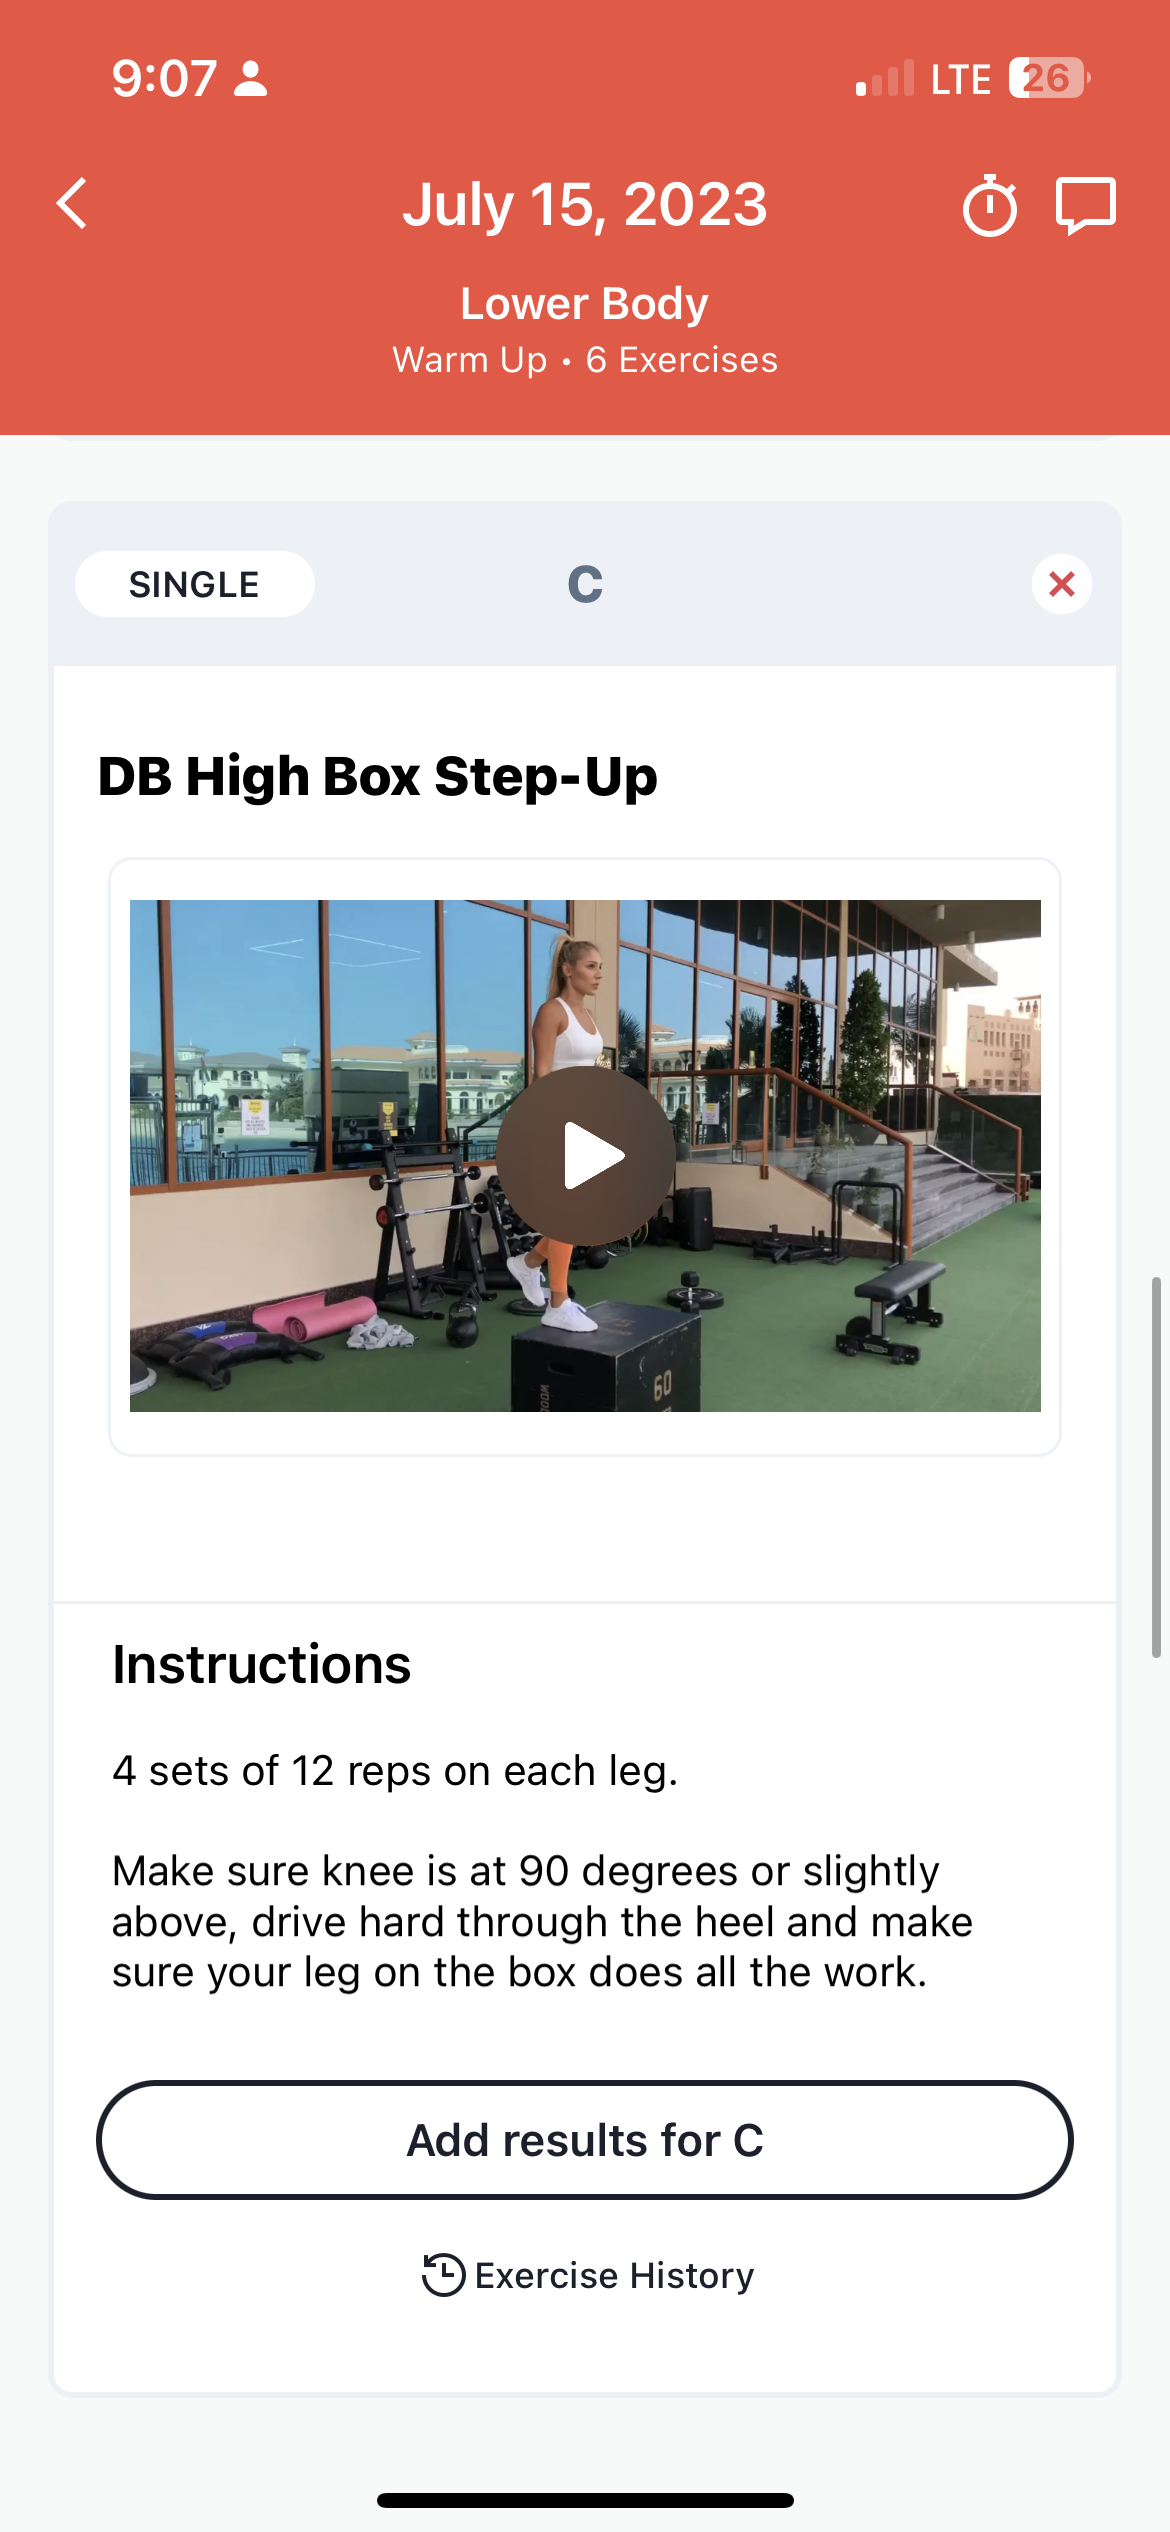 9:07
LTE 26
July 15, 2023
Lower Body
Warm Up • 6 Exercises
SINGLE
C
DB High Box Step-Up
60
Instructions
4 sets of 12 reps on each leg.
Make sure knee is at 90 degrees or slightly
above, drive hard through the heel and make
sure your leg on the box does all the work.
Add results for C
Exercise History